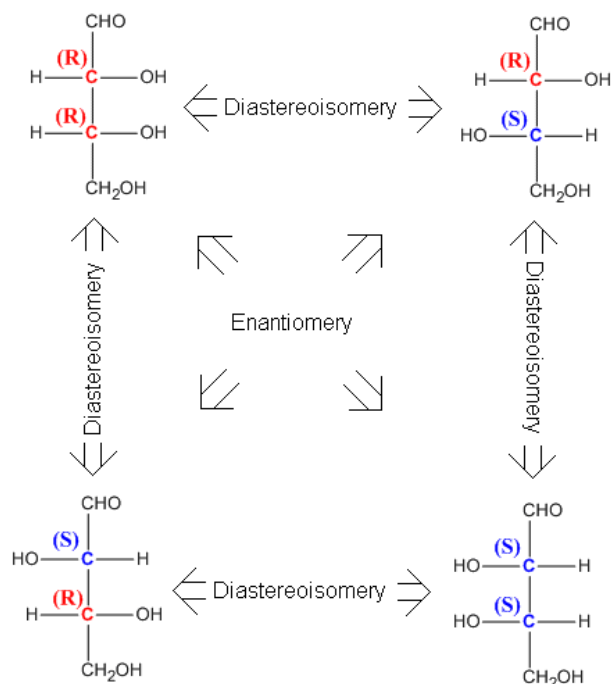 CHO
(R)
H C OH
(R)
H C OH
CH2OH
Diastereoisomery
CHO
(R)
H C OH
(S)
HO C H
CH2OH
Diastereoisomery
Enantiomery
Diastereoisomery
CHO
(S)
HO C H
(R)
H C OH
CH2OH
Diastereoisomery
CHO
(S)
HO C H
(S)
HO C H
CH2OH